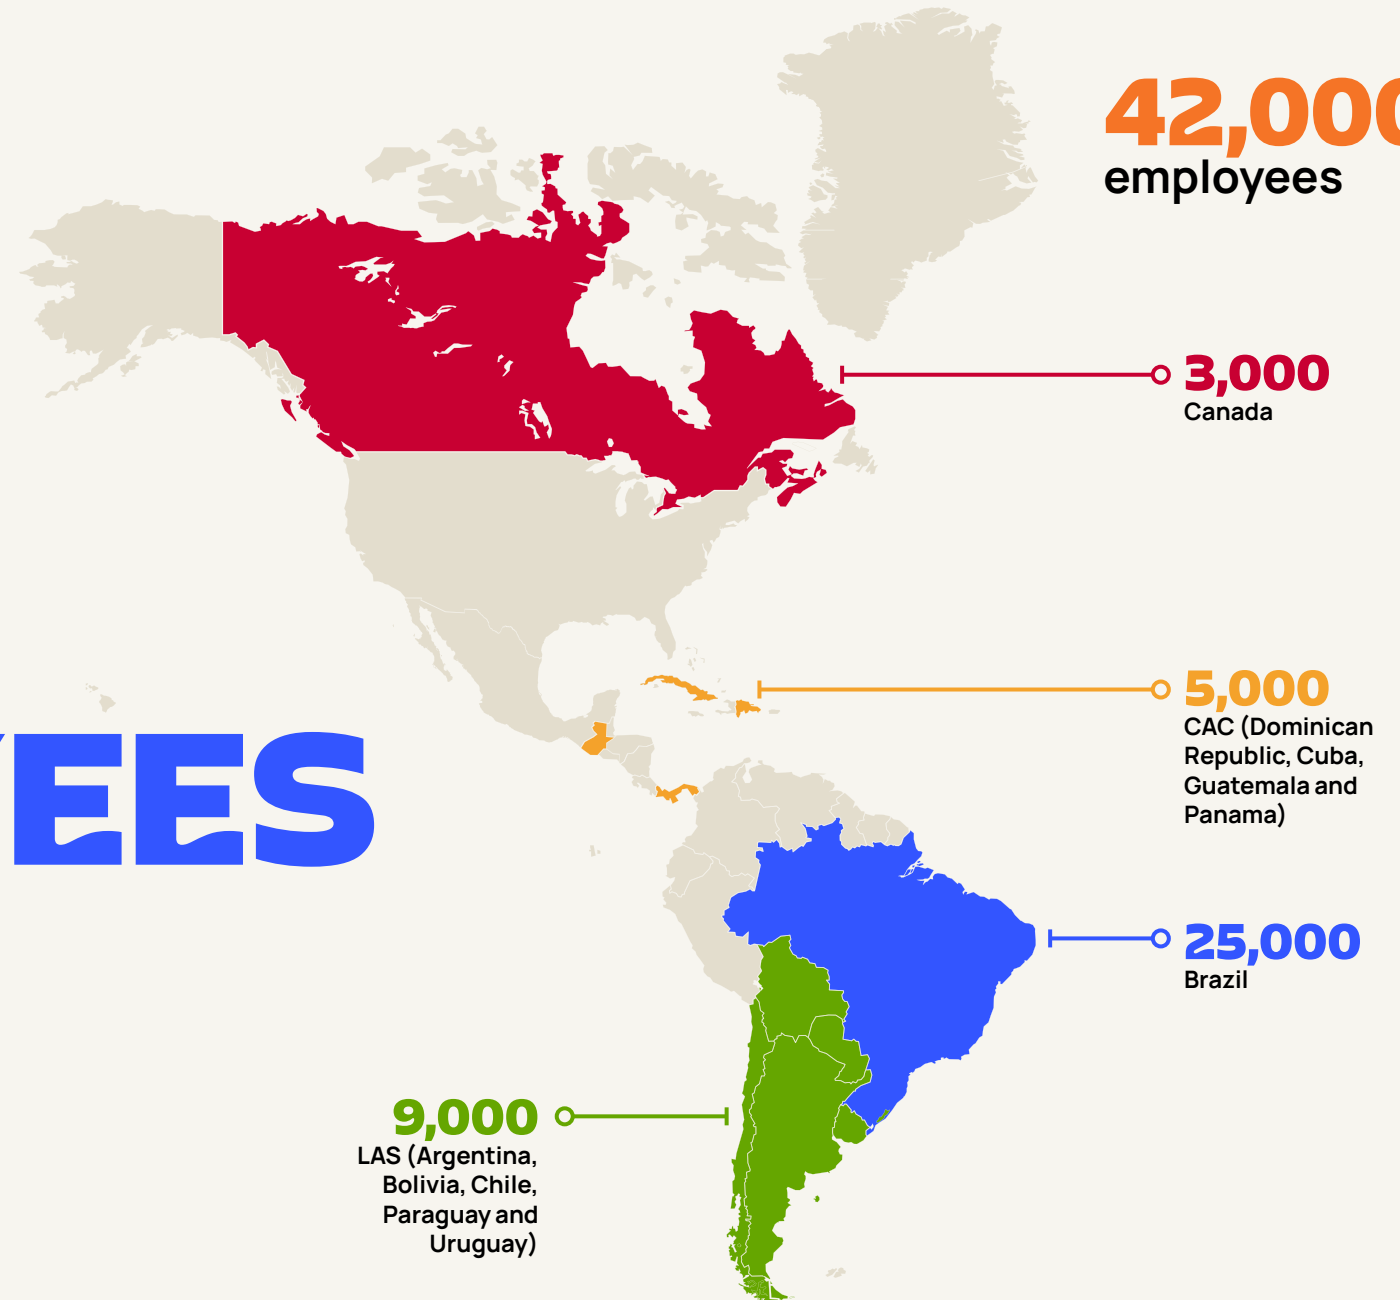 42,000
employees
3,000
Canada
5,000
CAC (Dominican
Republic, Cuba,
Guatemala and
Panama)
EES
25,000
Brazil
9,000
LAS (Argentina,
Bolivia, Chile,
Paraguay and
Uruguay)